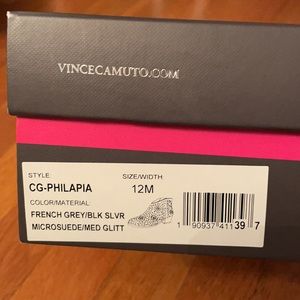 VINCECAMUTO.COM
STYLE: SIZE/WIDTH:
CG-PHILAPIA 12M
COLOR/MATERIAL:
FRENCH GREY/BLK SLVR
MICROSUEDE/MED GLITT
1 90937 41139 7